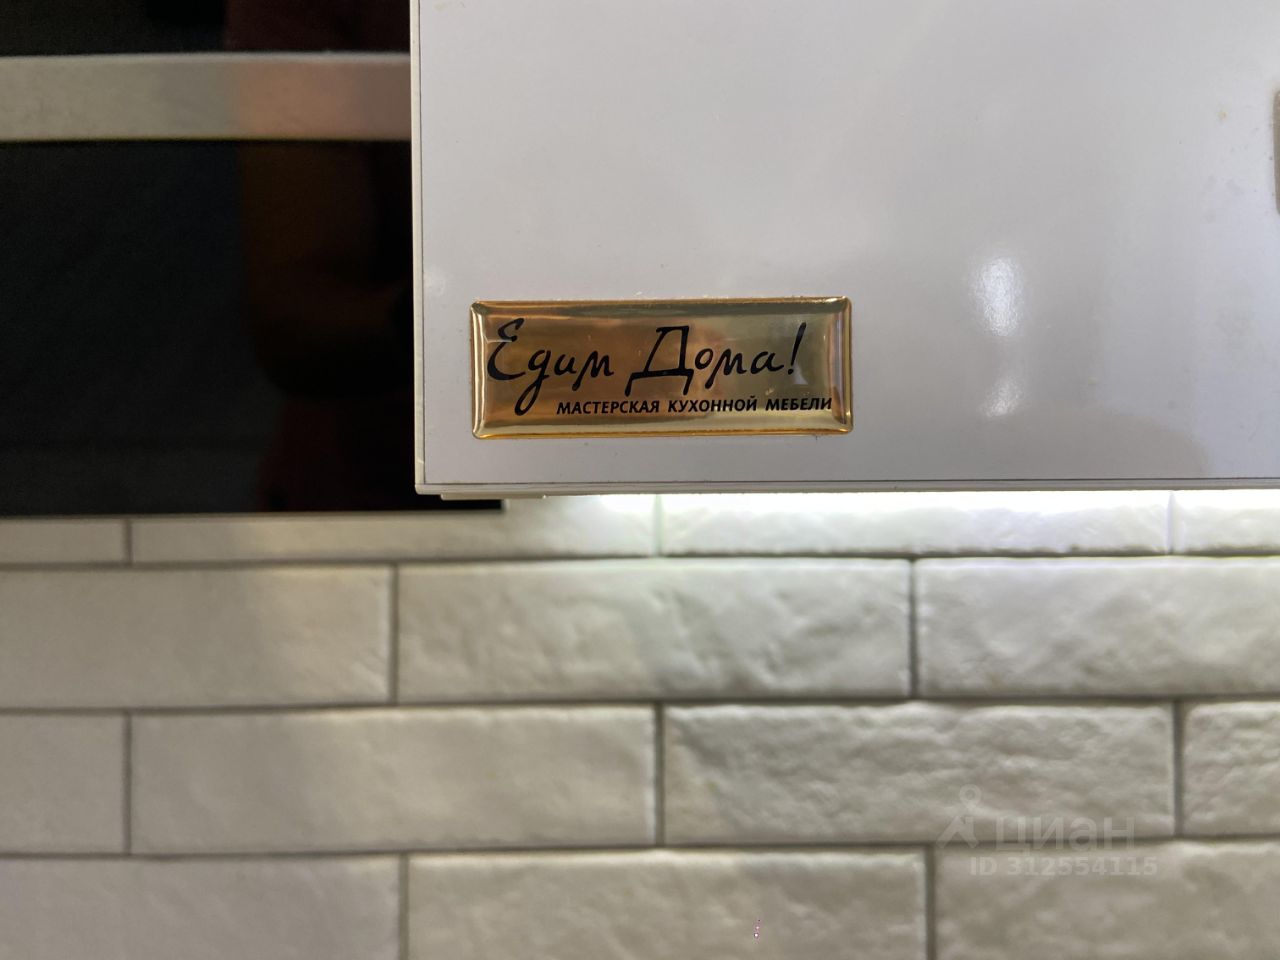 Едим Дома!
МАСТЕРСКАЯ КУХОННОЙ МЕБЕЛИ
циан
ID 312554115